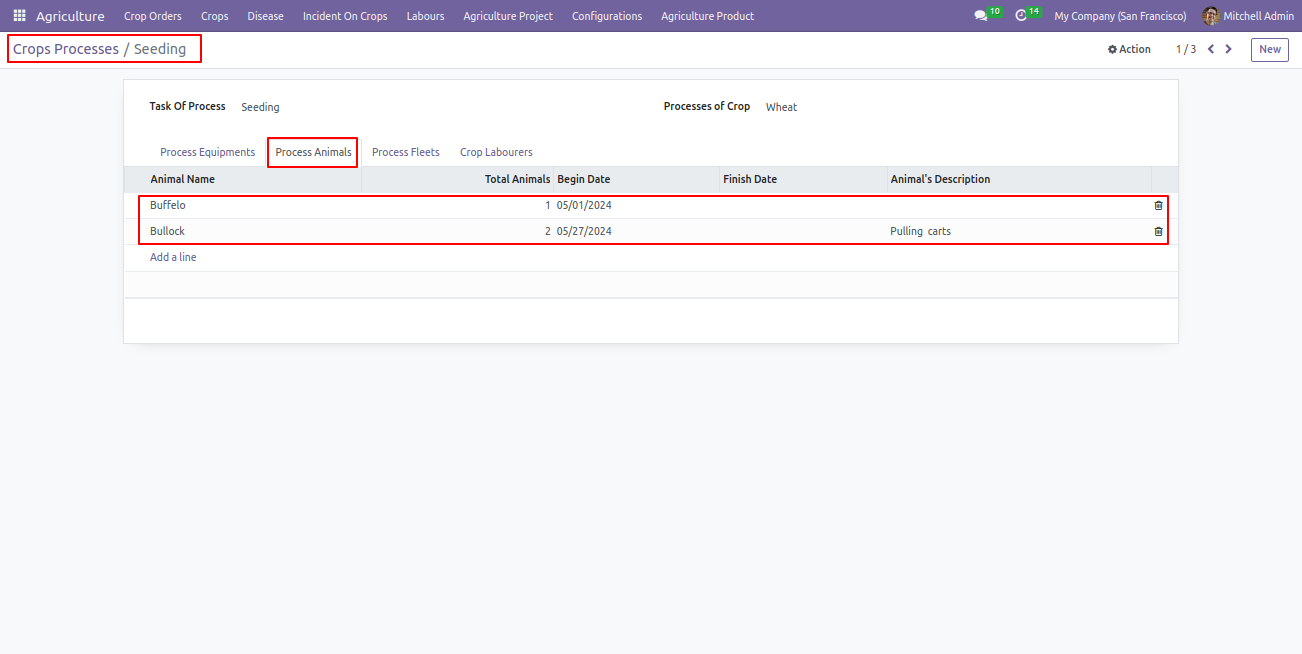 Agriculture Crop Orders Crops Disease Incident On Crops Labours Agriculture Project Configurations Agriculture Product 10 14 My Company (San Francisco) Mitchell Admin
Crops Processes / Seeding Action 1 / 3 New
Task Of Process Seeding Processes of Crop Wheat
Process Equipments Process Animals Process Fleets Crop Labourers
Animal Name Total Animals Begin Date Finish Date Animal's Description
Buffelo 1 05/01/2024
Bullock 2 05/27/2024 Pulling carts
Add a line